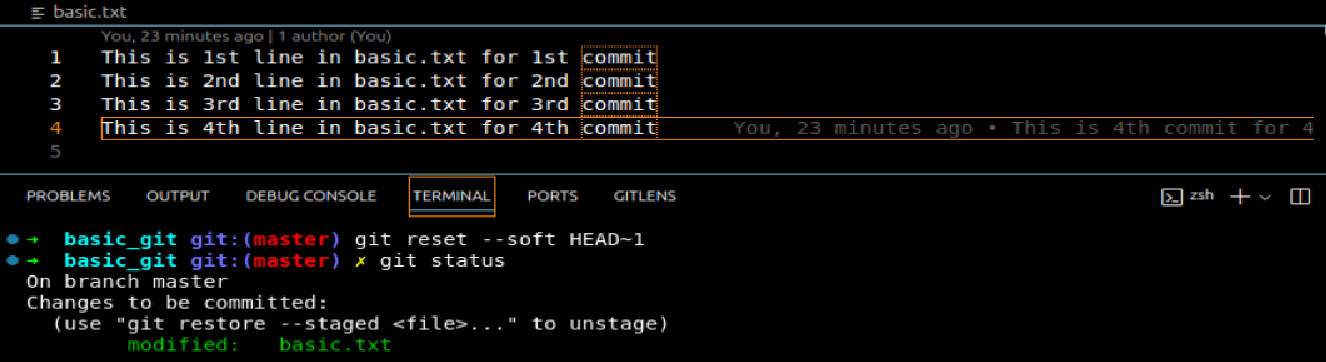 basic.txt
You, 23 minutes ago | 1 author (You)
1 This is 1st line in basic.txt for 1st commit
2 This is 2nd line in basic.txt for 2nd commit
3 This is 3rd line in basic.txt for 3rd commit
4 This is 4th line in basic.txt for 4th commit You, 23 minutes ago • This is 4th commit for 4
5
PROBLEMS OUTPUT DEBUG CONSOLE TERMINAL PORTS GITLENS zsh
→ basic_git git:(master) git reset --soft HEAD~1
→ basic_git git:(master) ✗ git status
On branch master
Changes to be committed:
(use "git restore --staged <file>..." to unstage)
modified: basic.txt